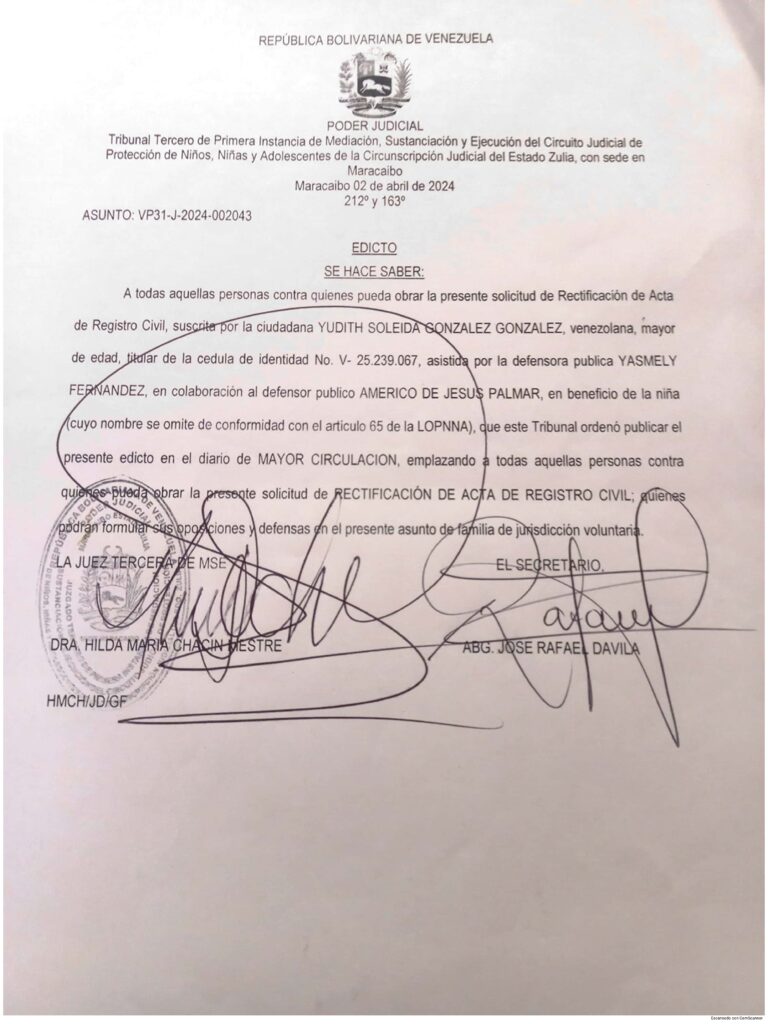 REPÚBLICA BOLIVARIANA DE VENEZUELA
PODER JUDICIAL
Tribunal Tercero de Primera Instancia de Mediación, Sustanciación y Ejecución del Circuito Judicial de
Protección de Niños, Niñas y Adolescentes de la Circunscripción Judicial del Estado Zulia, con sede en
Maracaibo
Maracaibo 02 de abril de 2024
212º y 163º
ASUNTO: VP31-J-2024-002043
EDICTO
SE HACE SABER:
A todas aquellas personas contra quienes pueda obrar la presente solicitud de Rectificación de Acta
de Registro Civil, suscrita por la ciudadana YUDITH SOLEIDA GONZALEZ GONZALEZ, venezolana, mayor
de edad, titular de la cedula de identidad No. V- 25.239.067, asistida por la defensora publica YASMELY
FERNANDEZ, en colaboración al defensor publico AMERICO DE JESUS PALMAR, en beneficio de la niña
(cuyo nombre se omite de conformidad con el articulo 65 de la LOPNNA), que este Tribunal ordenó publicar el
presente edicto en el diario de MAYOR CIRCULACION, emplazando a todas aquellas personas contra
quienes pueda obrar la presente solicitud de RECTIFICACIÓN DE ACTA DE REGISTRO CIVIL; quienes
podrán formular sus oposiciones y defensas en el presente asunto de familia de jurisdicción voluntaria.
LA JUEZ TERCERA DE MSE
EL SECRETARIO,
DRA. HILDA MARIA CHACIN MESTRE
ABG. JOSE RAFAEL DAVILA
HMCH/JD/GF
Escaneado con CamScanner